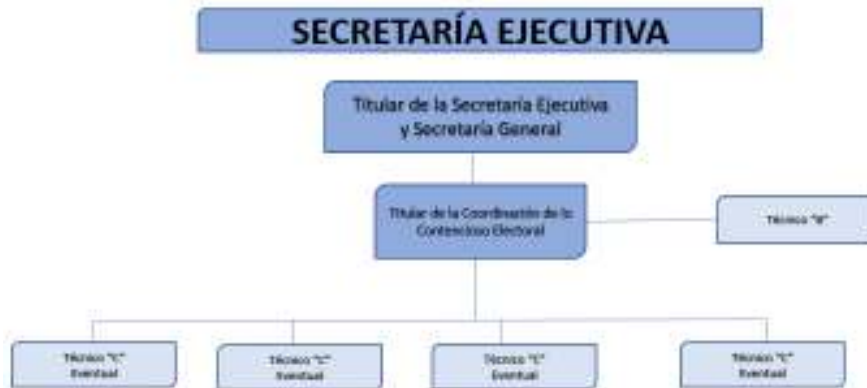 SECRETARÍA EJECUTIVA
Titular de la Secretaría Ejecutiva
y Secretaría General
Titular de la Coordinación de lo
Contencioso Electoral
Técnico "B"
Técnico "C"
Eventual
Técnico "C"
Eventual
Técnico "C"
Eventual
Técnico "C"
Eventual